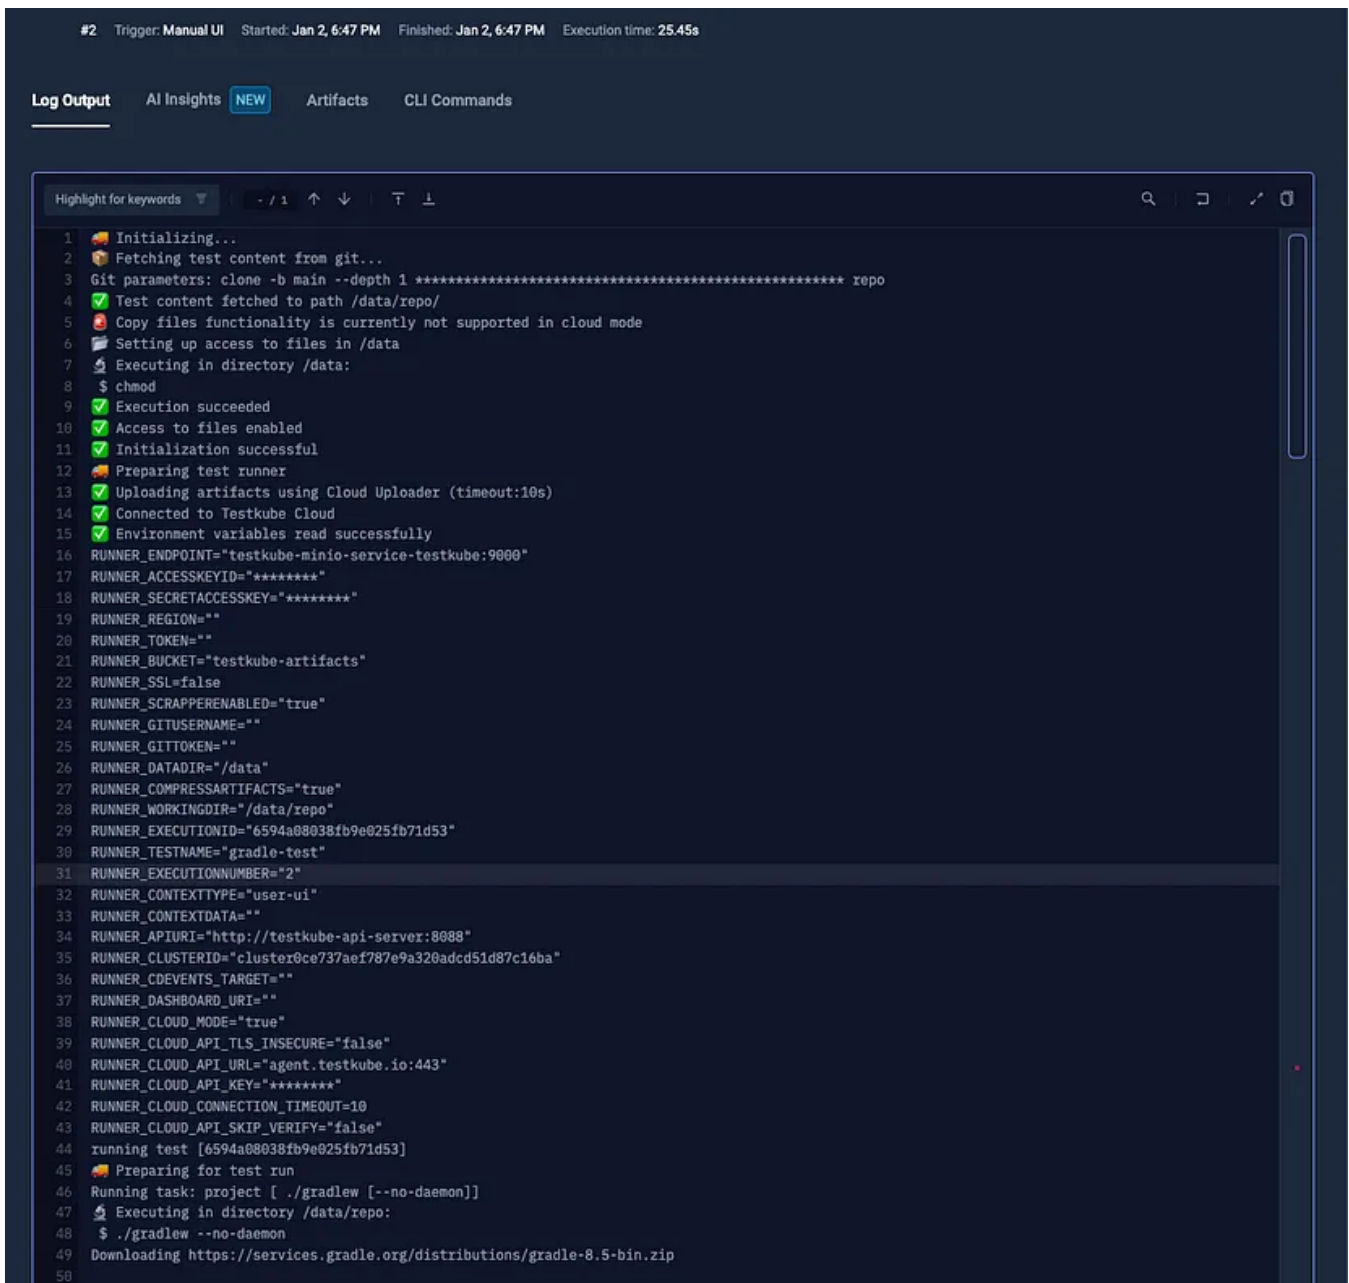 #2 Trigger: Manual UI Started: Jan 2, 6:47 PM Finished: Jan 2, 6:47 PM Execution time: 25.45s
Log Output AI Insights NEW Artifacts CLI Commands
Highlight for keywords - / 1
1 🚚 Initializing...
2 📦 Fetching test content from git...
3 Git parameters: clone -b main --depth 1 ***************************************************** repo
4 ✅ Test content fetched to path /data/repo/
5 🚨 Copy files functionality is currently not supported in cloud mode
6 📂 Setting up access to files in /data
7 🔬 Executing in directory /data:
8 $ chmod
9 ✅ Execution succeeded
10 ✅ Access to files enabled
11 ✅ Initialization successful
12 🚚 Preparing test runner
13 ✅ Uploading artifacts using Cloud Uploader (timeout:10s)
14 ✅ Connected to Testkube Cloud
15 ✅ Environment variables read successfully
16 RUNNER_ENDPOINT="testkube-minio-service-testkube:9000"
17 RUNNER_ACCESSKEYID="********"
18 RUNNER_SECRETACCESSKEY="********"
19 RUNNER_REGION=""
20 RUNNER_TOKEN=""
21 RUNNER_BUCKET="testkube-artifacts"
22 RUNNER_SSL=false
23 RUNNER_SCRAPPERENABLED="true"
24 RUNNER_GITUSERNAME=""
25 RUNNER_GITTOKEN=""
26 RUNNER_DATADIR="/data"
27 RUNNER_COMPRESSARTIFACTS="true"
28 RUNNER_WORKINGDIR="/data/repo"
29 RUNNER_EXECUTIONID="6594a08038fb9e025fb71d53"
30 RUNNER_TESTNAME="gradle-test"
31 RUNNER_EXECUTIONNUMBER="2"
32 RUNNER_CONTEXTTYPE="user-ui"
33 RUNNER_CONTEXTDATA=""
34 RUNNER_APIURI="http://testkube-api-server:8088"
35 RUNNER_CLUSTERID="cluster0ce737aef787e9a320adcd51d87c16ba"
36 RUNNER_CDEVENTS_TARGET=""
37 RUNNER_DASHBOARD_URI=""
38 RUNNER_CLOUD_MODE="true"
39 RUNNER_CLOUD_API_TLS_INSECURE="false"
40 RUNNER_CLOUD_API_URL="agent.testkube.io:443"
41 RUNNER_CLOUD_API_KEY="********"
42 RUNNER_CLOUD_CONNECTION_TIMEOUT=10
43 RUNNER_CLOUD_API_SKIP_VERIFY="false"
44 running test [6594a08038fb9e025fb71d53]
45 🚚 Preparing for test run
46 Running task: project [ ./gradlew [--no-daemon]]
47 🔬 Executing in directory /data/repo:
48 $ ./gradlew --no-daemon
49 Downloading https://services.gradle.org/distributions/gradle-8.5-bin.zip
50